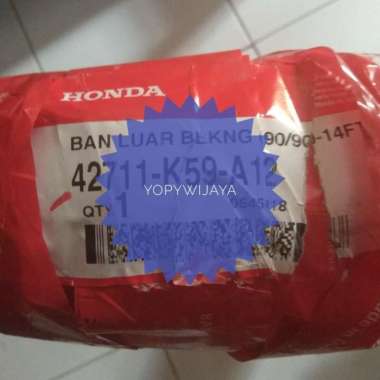 HONDA
BAN LUAR BLKNG (90/90-14FT
42711-K59-A12
YOPYWIJAYA
QTY 1